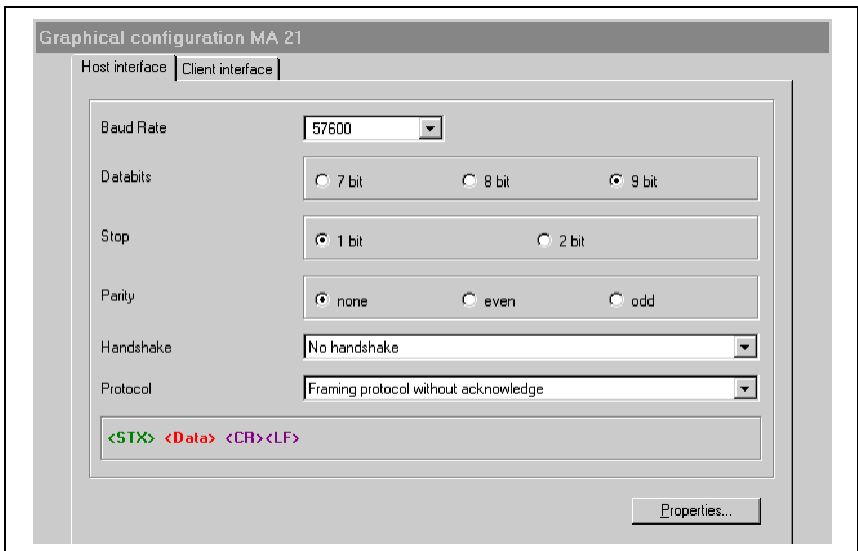 Graphical configuration MA 21
Host interface Client interface
Baud Rate 57600
Databits 7 bit 8 bit 9 bit
Stop 1 bit 2 bit
Parity none even odd
Handshake No handshake
Protocol Framing protocol without acknowledge
<STX> <Data> <CR><LF>
Properties...